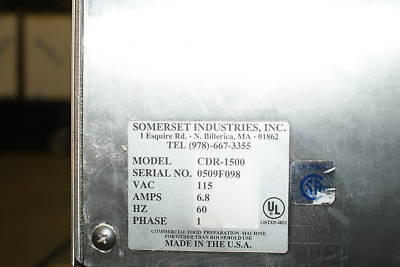 SOMERSET INDUSTRIES, INC.
1 Esquire Rd. · N. Billerica, MA · 01862
TEL (978)-667-3355
MODEL CDR-1500
SERIAL NO. 0509F098
VAC 115
AMPS 6.8
HZ 60
PHASE 1
UL
COMMERCIAL FOOD PREPARATION MACHINE
FOR OTHER THAN HOUSEHOLD USE
MADE IN THE U.S.A.